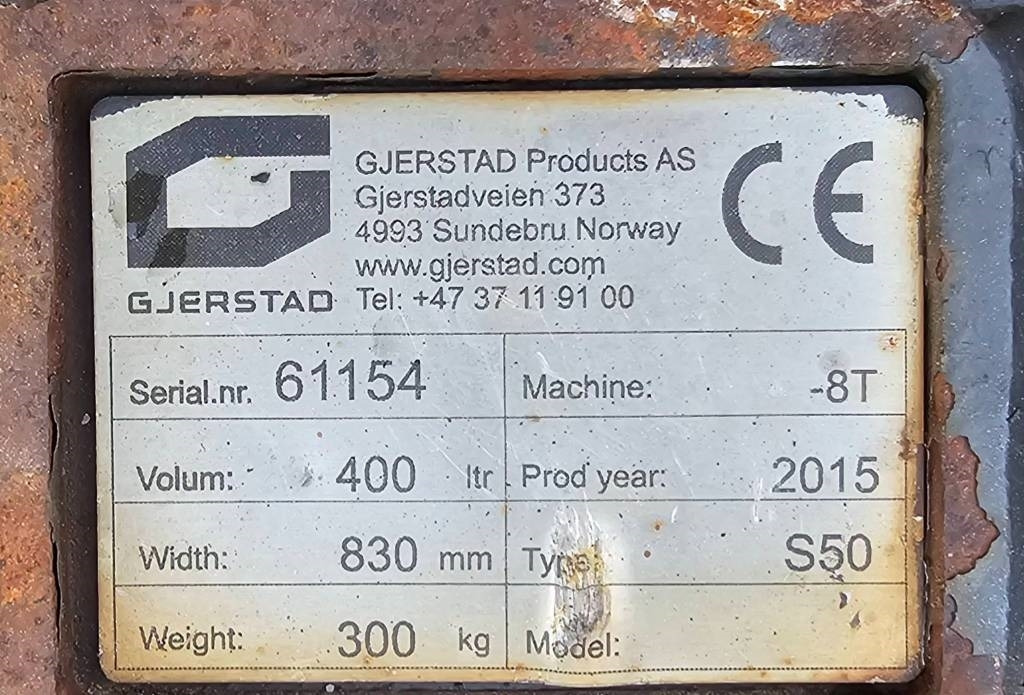 GJERSTAD
GJERSTAD Products AS
Gjerstadveien 373
4993 Sundebru Norway
www.gjerstad.com
Tel: +47 37 11 91 00
CE
Serial.nr. 61154 Machine: -8T
Volum: 400 ltr Prod year: 2015
Width: 830 mm Type: S50
Weight: 300 kg Model: